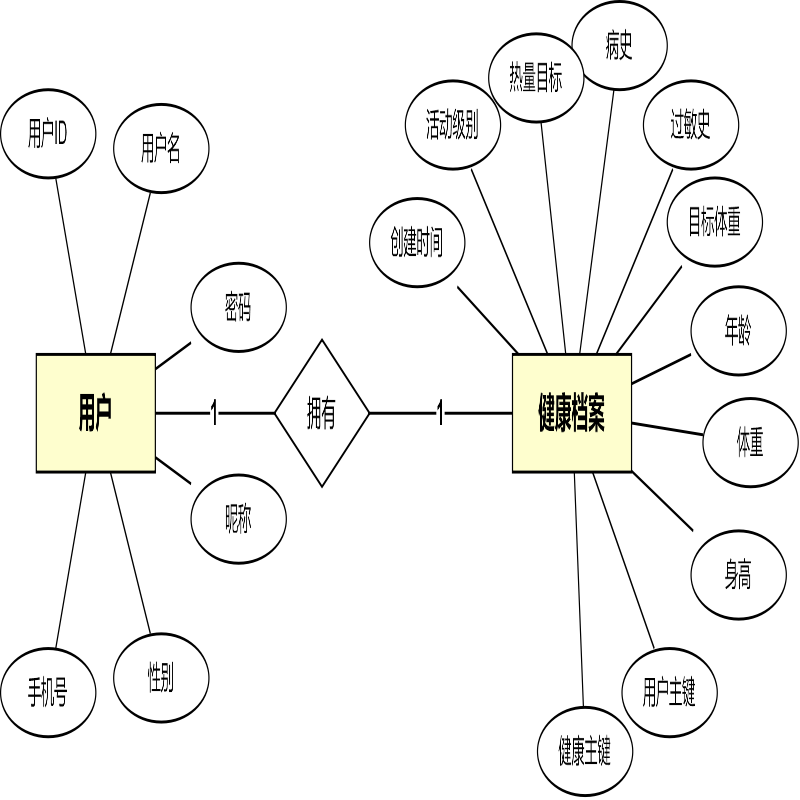 病史
热量目标
活动级别
过敏史
用户ID
用户名
目标体重
创建时间
密码
年龄
用户
1
拥有
1
健康档案
体重
昵称
身高
手机号
性别
用户主键
健康主键